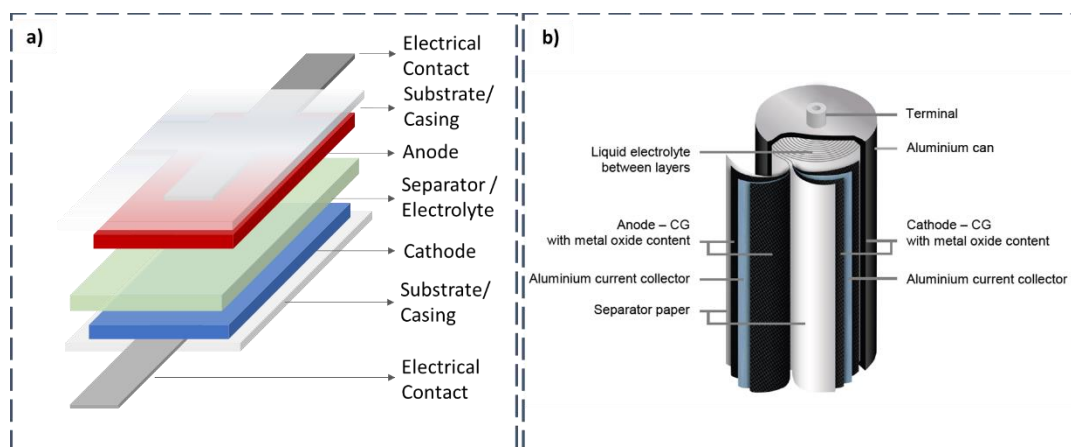 a)
Electrical
Contact
Substrate/
Casing
Anode
Separator /
Electrolyte
Cathode
Substrate/
Casing
Electrical
Contact
b)
Terminal
Aluminium can
Liquid electrolyte
between layers
Anode – CG
with metal oxide content
Aluminium current collector
Separator paper
Cathode – CG
with metal oxide content
Aluminium current collector